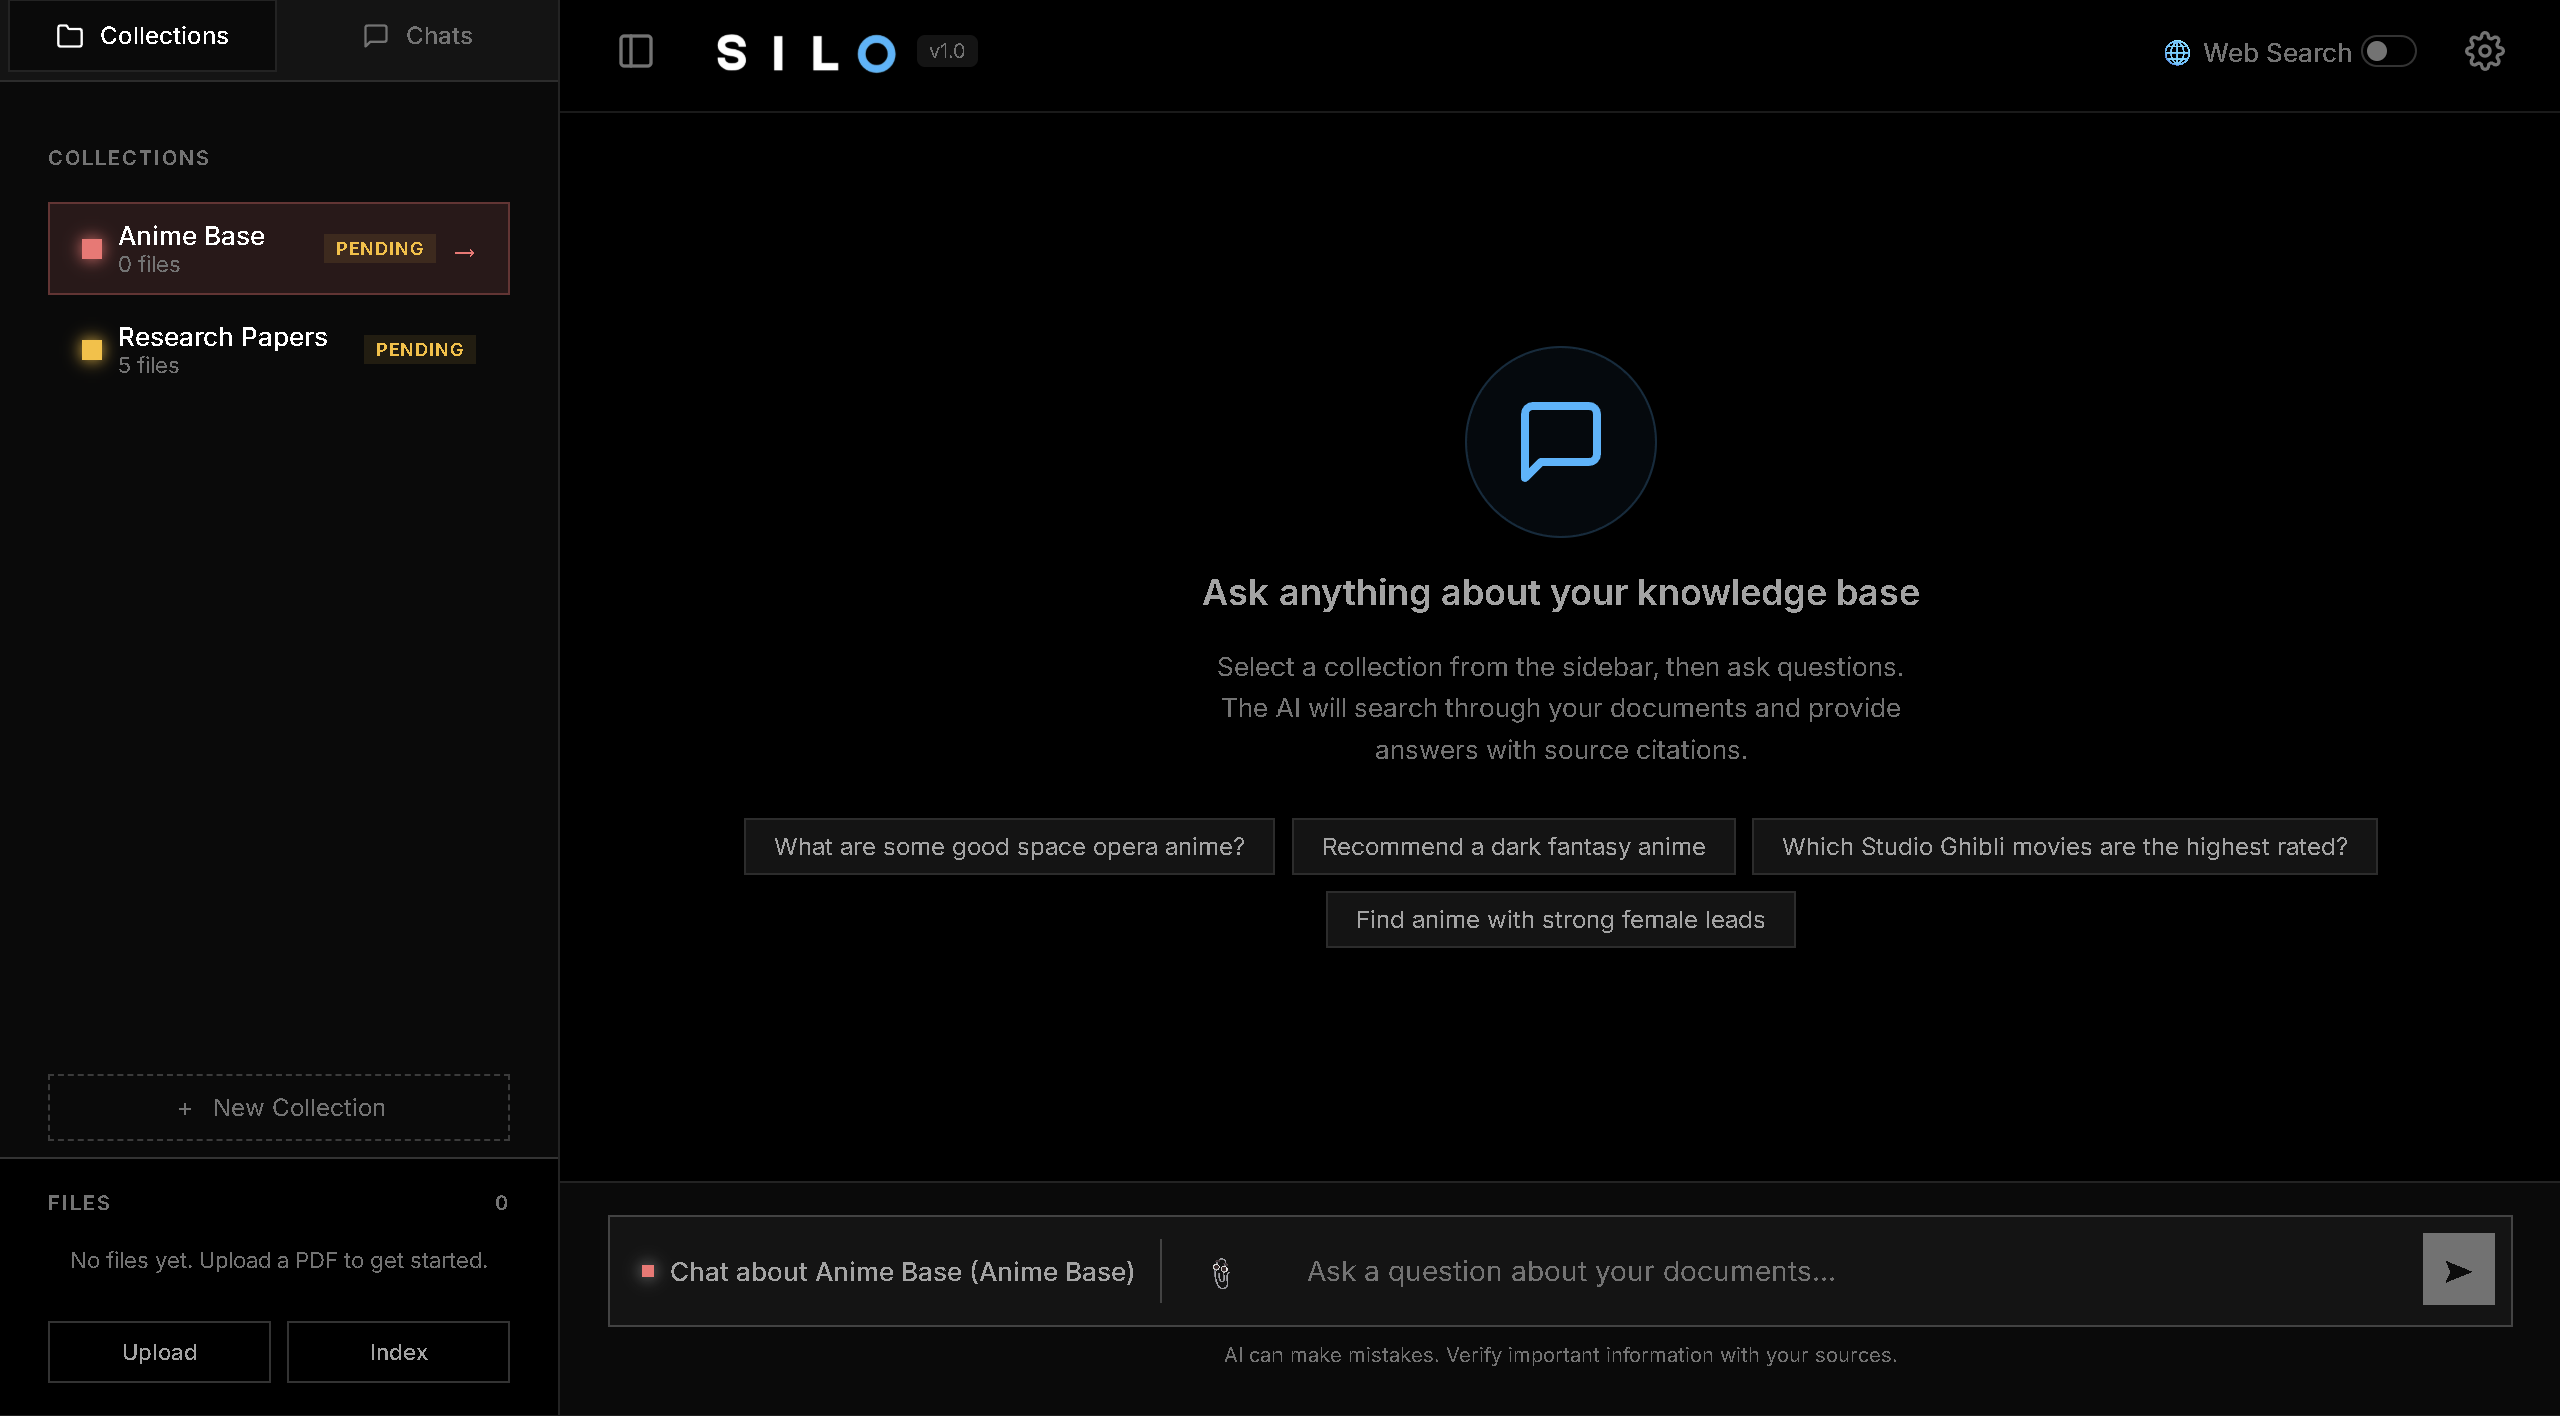 Collections
Chats
COLLECTIONS
Anime Base
0 files
PENDING
→
Research Papers
5 files
PENDING
+ New Collection
FILES
0
No files yet. Upload a PDF to get started.
Upload
Index
SILO
v1.0
Web Search
Ask anything about your knowledge base
Select a collection from the sidebar, then ask questions.
The AI will search through your documents and provide
answers with source citations.
What are some good space opera anime?
Recommend a dark fantasy anime
Which Studio Ghibli movies are the highest rated?
Find anime with strong female leads
Chat about Anime Base (Anime Base)
Ask a question about your documents...
AI can make mistakes. Verify important information with your sources.